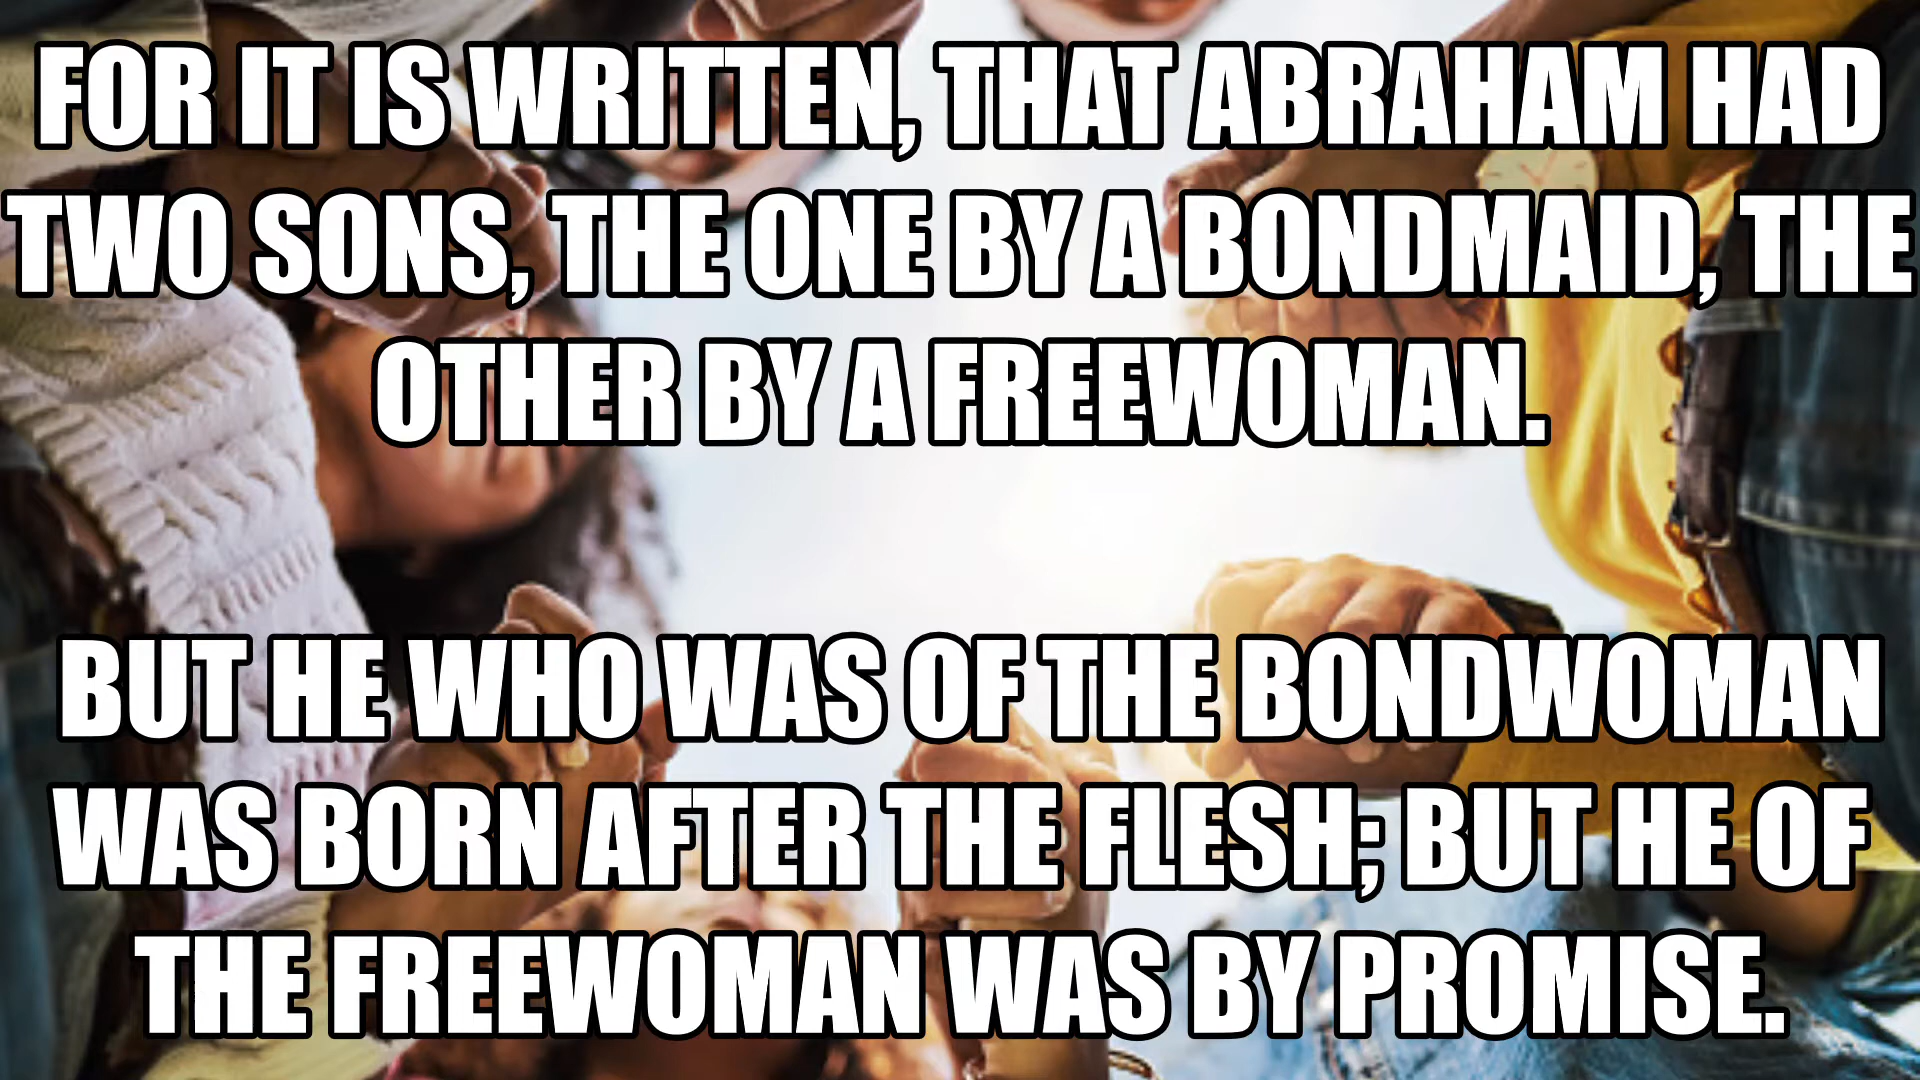 FOR IT IS WRITTEN, THAT ABRAHAM HAD
TWO SONS, THE ONE BY A BONDMAID, THE
OTHER BY A FREEWOMAN.
BUT HE WHO WAS OF THE BONDWOMAN
WAS BORN AFTER THE FLESH; BUT HE OF
THE FREEWOMAN WAS BY PROMISE.